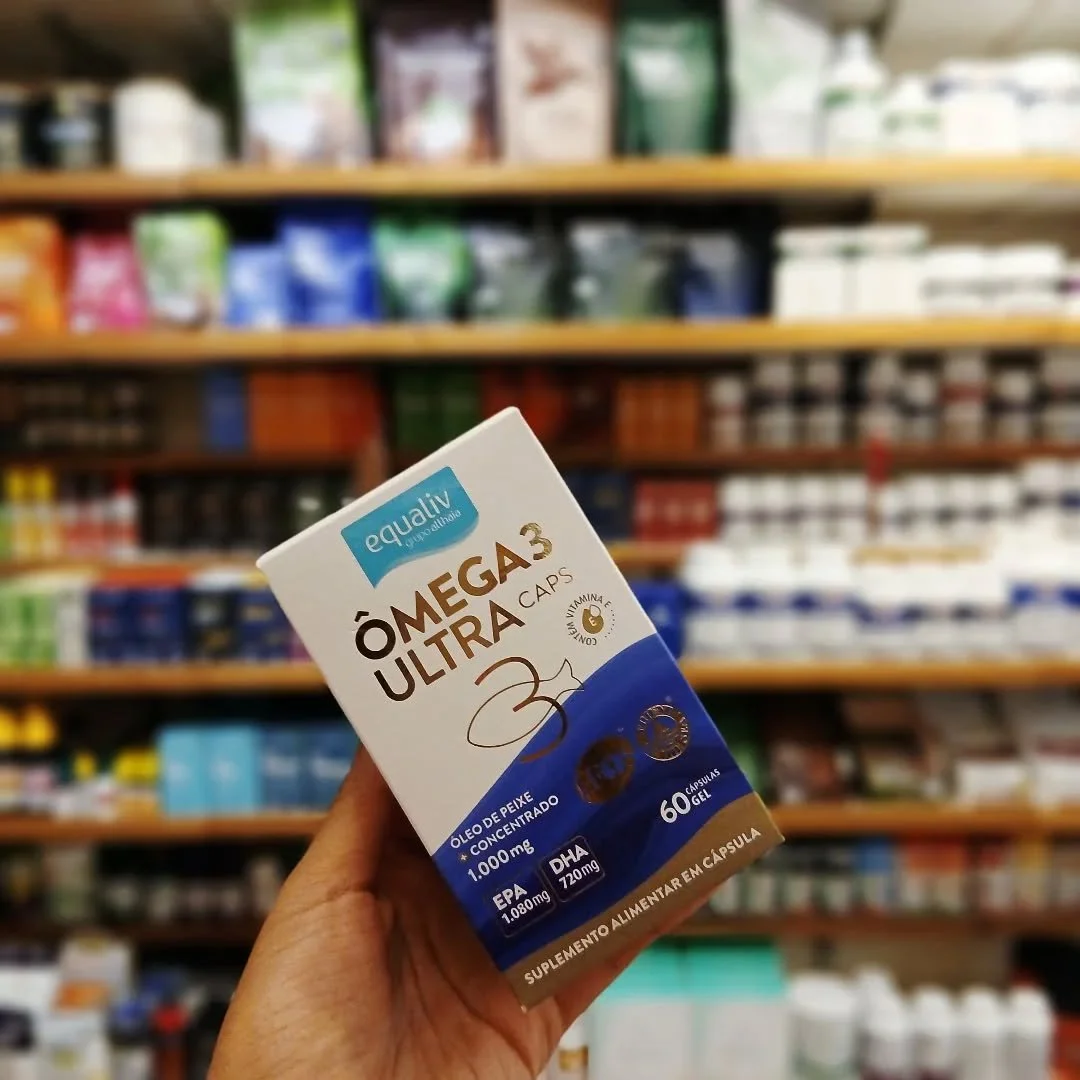 equaliv
grupo althaia
ÔMEGA 3
ULTRA CAPS
CONTÉM VITAMINA E
E
ÓLEO DE PEIXE
+ CONCENTRADO
1.000mg
EPA
1.080mg
DHA
720mg
60 CÁPSULAS
GEL
SUPLEMENTO ALIMENTAR EM CÁPSULA